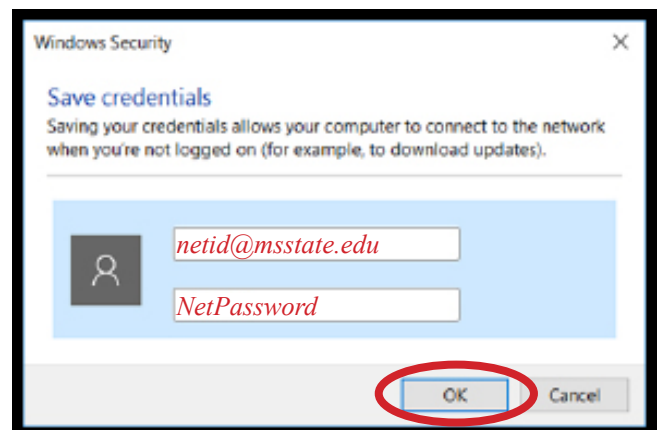 Windows Security
Save credentials
Saving your credentials allows your computer to connect to the network
when you're not logged on (for example, to download updates).
netid@msstate.edu
NetPassword
OK Cancel